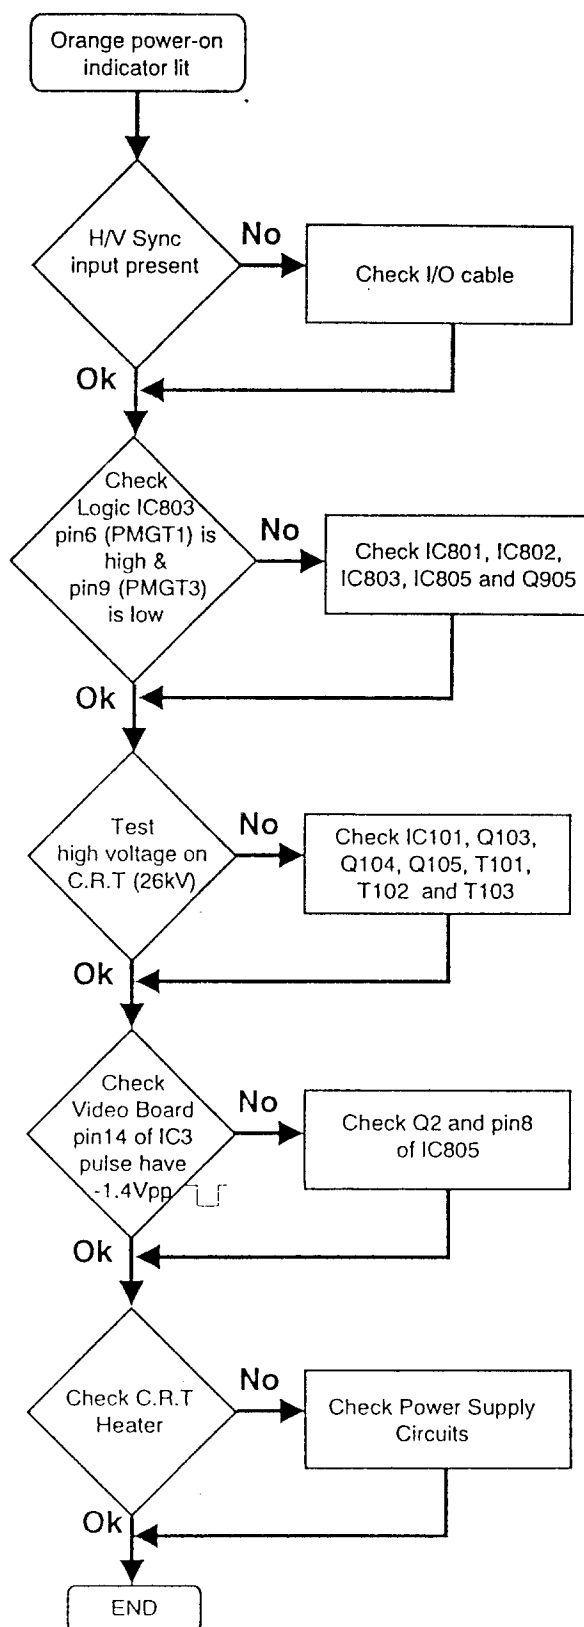 Orange power-on
indicator lit
H/V Sync
input present
No
Check I/O cable
Ok
Check
Logic IC803
pin6 (PMGT1) is
high &
pin9 (PMGT3)
is low
No
Check IC801, IC802,
IC803, IC805 and Q905
Ok
Test
high voltage on
C.R.T (26kV)
No
Check IC101, Q103,
Q104, Q105, T101,
T102 and T103
Ok
Check
Video Board
pin14 of IC3
pulse have
-1.4Vpp
No
Check Q2 and pin8
of IC805
Ok
Check C.R.T
Heater
No
Check Power Supply
Circuits
Ok
END